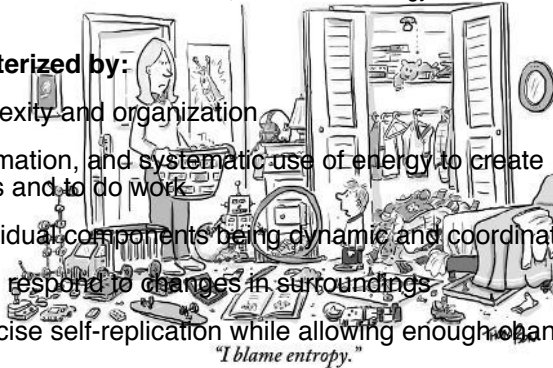 terized by:
exity and organization
mation, and systematic use of energy to create
s and to do work
vidual components being dynamic and coordinat
respond to changes in surroundings
cise self-replication while allowing enough chan
"I blame entropy."